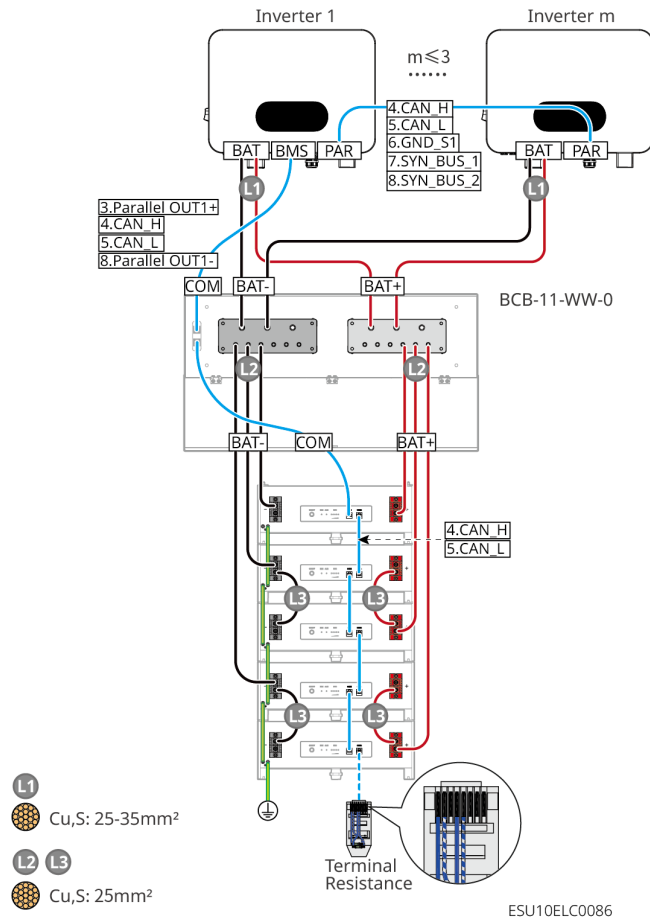 Inverter 1
Inverter m
m≤3
......
4.CAN_H
5.CAN_L
6.GND_S1
7.SYN_BUS_1
8.SYN_BUS_2
BAT
BMS
PAR
BAT
PAR
L1
L1
3.Parallel OUT1+
4.CAN_H
5.CAN_L
8.Parallel OUT1-
COM
BAT-
BAT+
BCB-11-WW-0
L2
L2
BAT-
COM
BAT+
4.CAN_H
5.CAN_L
L3
L3
L3
L3
L1
Cu,S: 25-35mm²
L2
L3
Cu,S: 25mm²
Terminal
Resistance
ESU10ELC0086